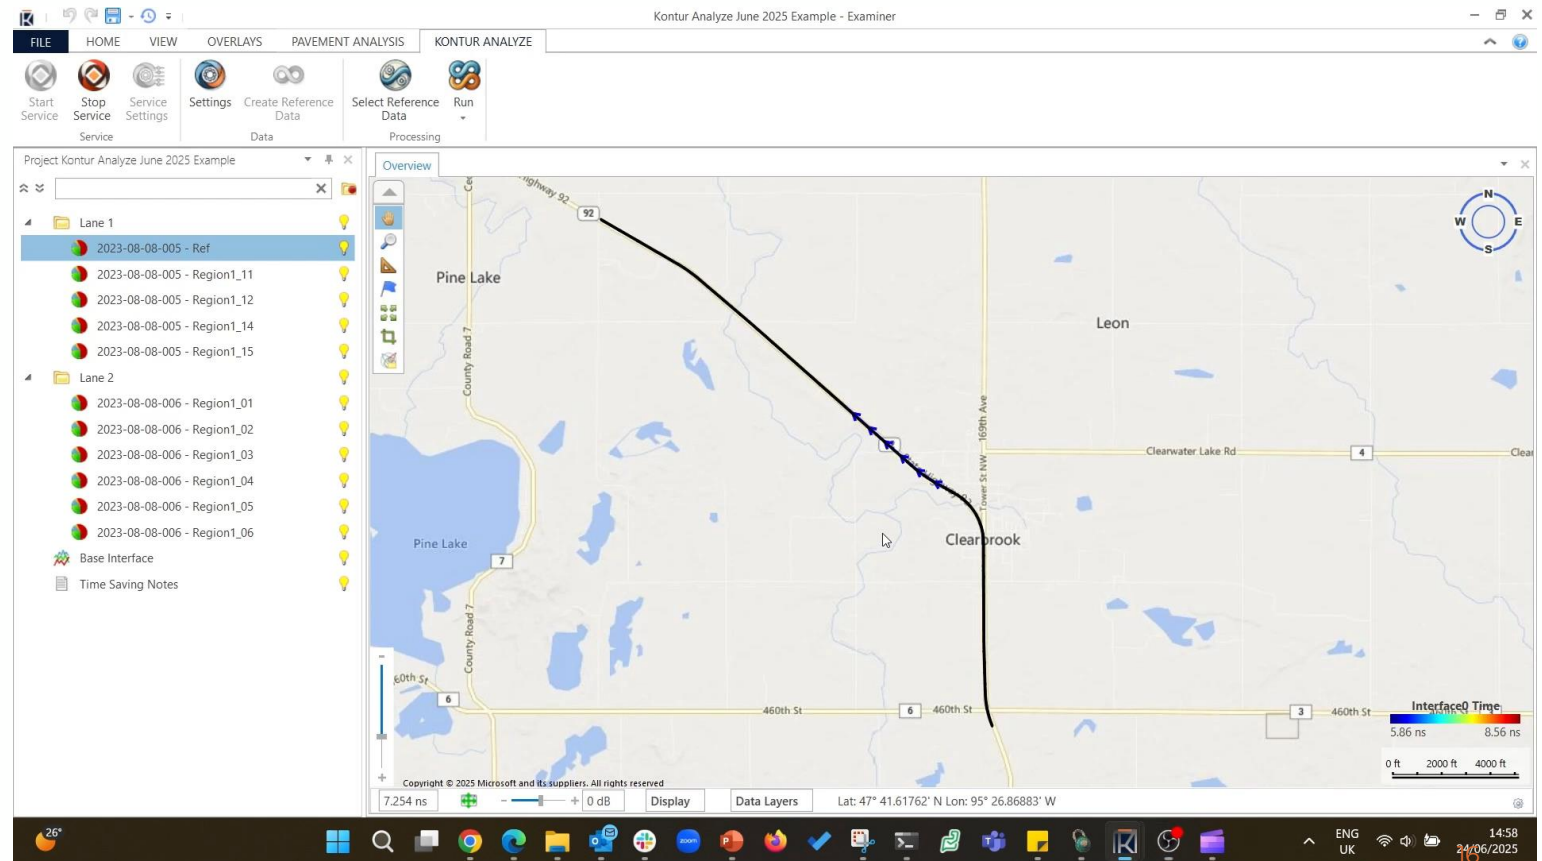 Kontur Analyze June 2025 Example - Examiner
FILE HOME VIEW OVERLAYS PAVEMENT ANALYSIS KONTUR ANALYZE
Start Service
Stop Service
Service Settings
Settings
Create Reference Data
Select Reference Data
Run
Service Data Processing
Project Kontur Analyze June 2025 Example
Lane 1
2023-08-08-005 - Ref
2023-08-08-005 - Region1_11
2023-08-08-005 - Region1_12
2023-08-08-005 - Region1_14
2023-08-08-005 - Region1_15
Lane 2
2023-08-08-006 - Region1_01
2023-08-08-006 - Region1_02
2023-08-08-006 - Region1_03
2023-08-08-006 - Region1_04
2023-08-08-006 - Region1_05
2023-08-08-006 - Region1_06
Base Interface
Time Saving Notes
Overview
Highway 92
92
N
W E
S
Pine Lake
Leon
County Road 7
169th Ave
Clearwater Lake Rd
4
Clear
Tower St NW
Clearbrook
Pine Lake
7
County Road 7
60th St
6
460th St
6
460th St
3
460th St
Interface0 Time
5.86 ns 8.56 ns
0 ft 2000 ft 4000 ft
Copyright © 2025 Microsoft and its suppliers. All rights reserved
7.254 ns
- + 0 dB
Display
Data Layers
Lat: 47° 41.61762' N Lon: 95° 26.86883' W
26°
zoom
ENG
UK
14:58
24/06/2025
16